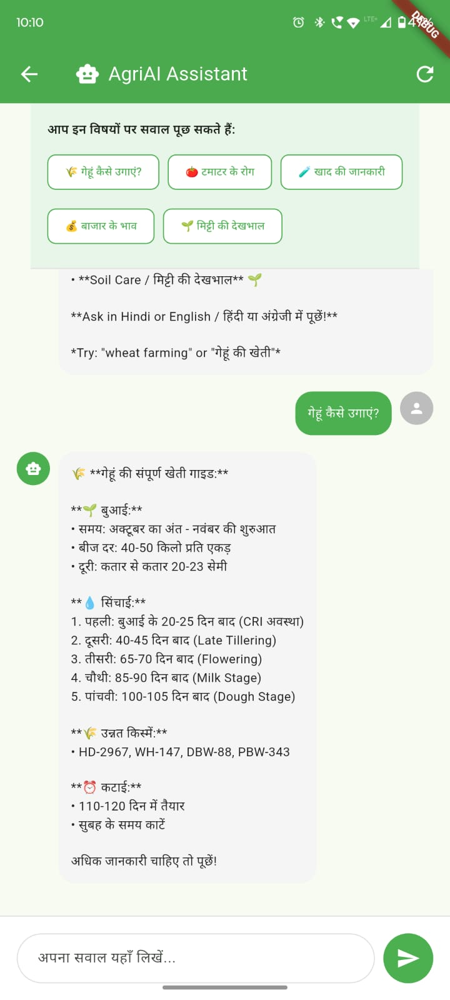 10:10
LTE+ 41%
DEBUG
AgriAI Assistant
आप इन विषयों पर सवाल पूछ सकते हैं:
🌾 गेहूं कैसे उगाएं?
🍅 टमाटर के रोग
🧪 खाद की जानकारी
💰 बाजार के भाव
🌱 मिट्टी की देखभाल
• **Soil Care / मिट्टी की देखभाल** 🌱
**Ask in Hindi or English / हिंदी या अंग्रेजी में पूछें!**
*Try: "wheat farming" or "गेहूं की खेती"*
गेहूं कैसे उगाएं?
🌾 **गेहूं की संपूर्ण खेती गाइड:**
**🌱 बुआई:**
• समय: अक्टूबर का अंत - नवंबर की शुरुआत
• बीज दर: 40-50 किलो प्रति एकड़
• दूरी: कतार से कतार 20-23 सेमी
**💧 सिंचाई:**
1. पहली: बुआई के 20-25 दिन बाद (CRI अवस्था)
2. दूसरी: 40-45 दिन बाद (Late Tillering)
3. तीसरी: 65-70 दिन बाद (Flowering)
4. चौथी: 85-90 दिन बाद (Milk Stage)
5. पांचवी: 100-105 दिन बाद (Dough Stage)
**🌾 उन्नत किस्में:**
• HD-2967, WH-147, DBW-88, PBW-343
**⏰ कटाई:**
• 110-120 दिन में तैयार
• सुबह के समय काटें
अधिक जानकारी चाहिए तो पूछें!
अपना सवाल यहाँ लिखें...